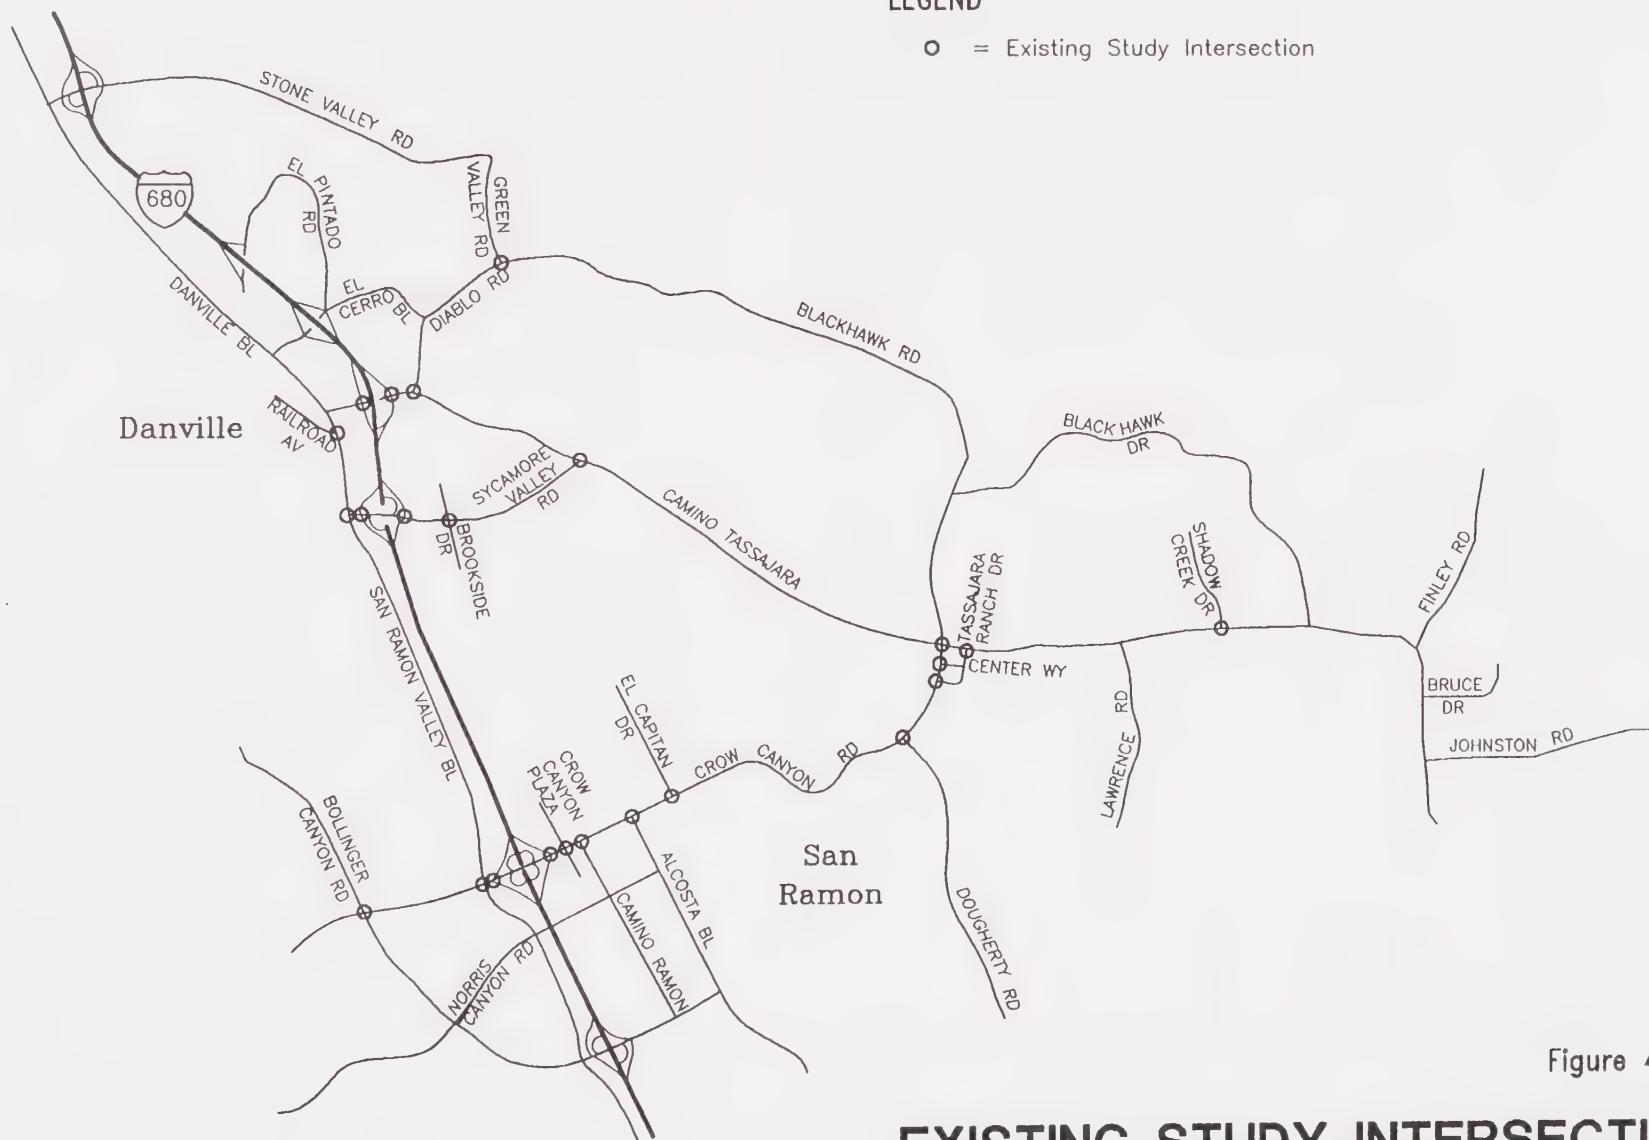 LEGEND
= Existing Study Intersection
STONE VALLEY RD
GREEN
VALLEY RD
680
EL PINTADO
RD
EL
CERRO BL
DIABLO RD
DANVILLE BL
BLACKHAWK RD
RAILROAD
AV
Danville
BLACK HAWK
DR
SYCAMORE
VALLEY
RD
CAMINO TASSAJARA
BROOKSIDE
DR
SHADOW
CREEK DR
FINLEY RD
TASSAJARA
RANCH DR
CENTER WY
SAN RAMON VALLEY BL
EL CAPITAN
DR
LAWRENCE RD
BRUCE
DR
JOHNSTON RD
CROW CANYON RD
CROW
CANYON
PLAZA
BOLLINGER
CANYON RD
San
Ramon
ALCOSTA BL
CAMINO RAMON
DOUGHERTY RD
NORRIS
CANYON RD
Figure
EXISTING STUDY INTERSECTI